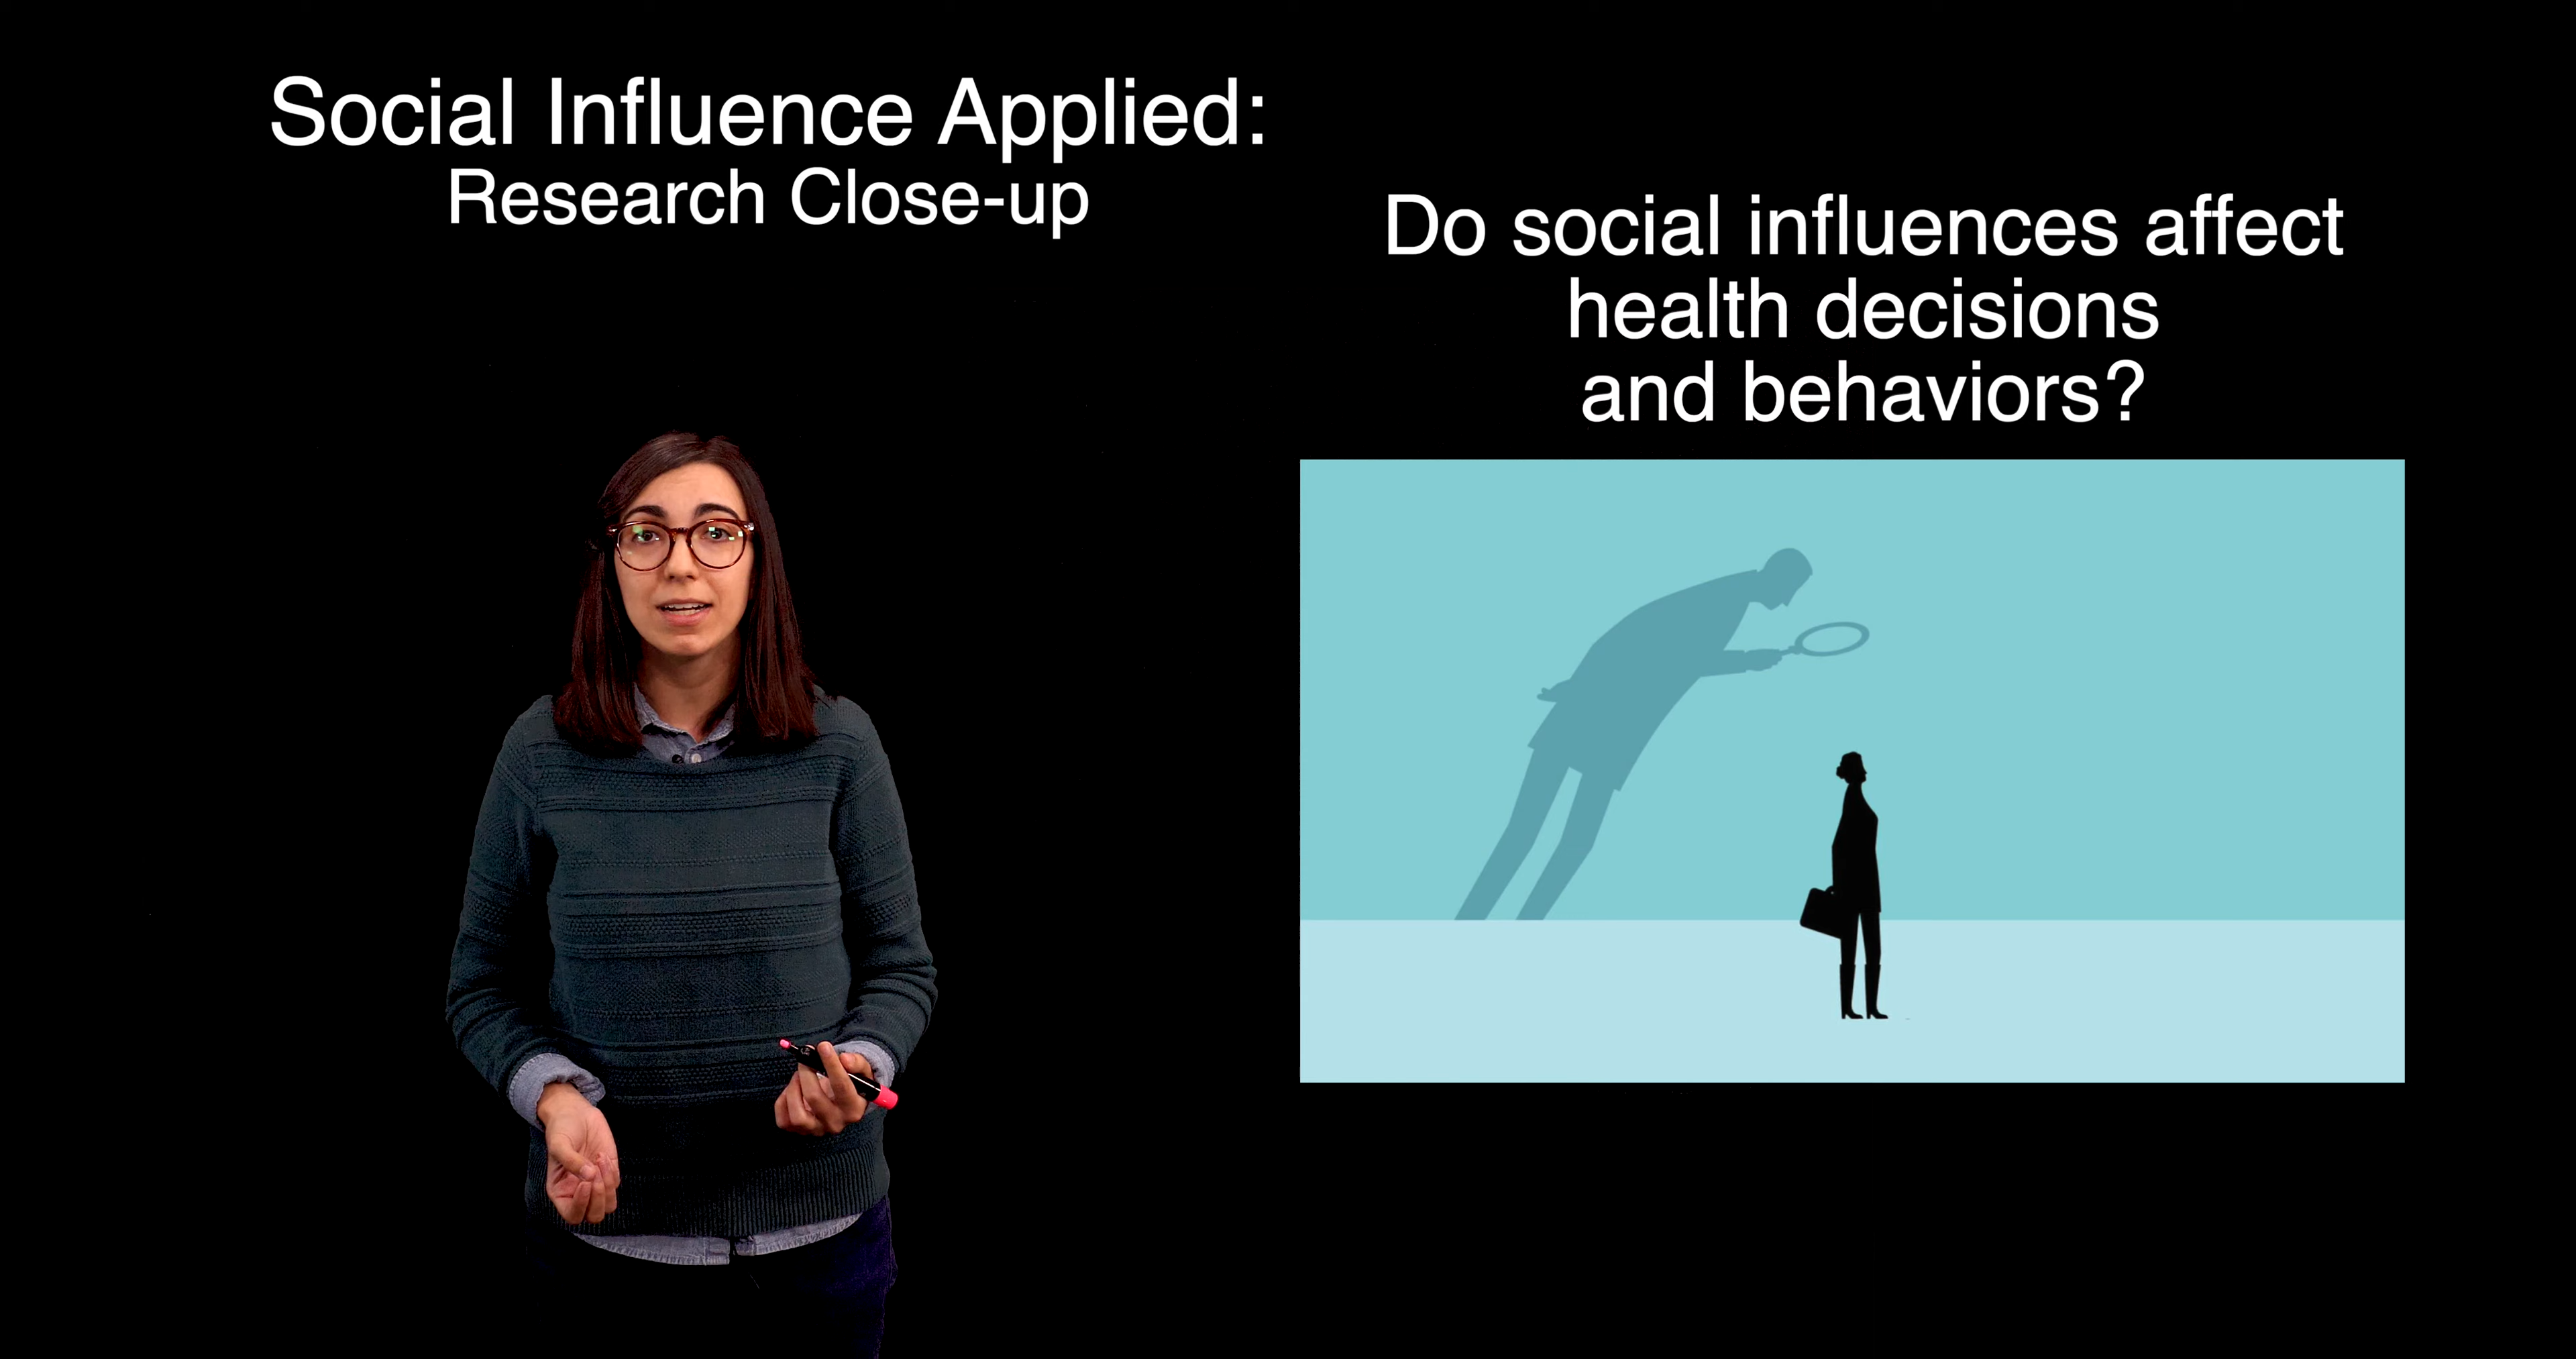 Social Influence Applied:
Research Close-up
Do social influences affect
health decisions
and behaviors?